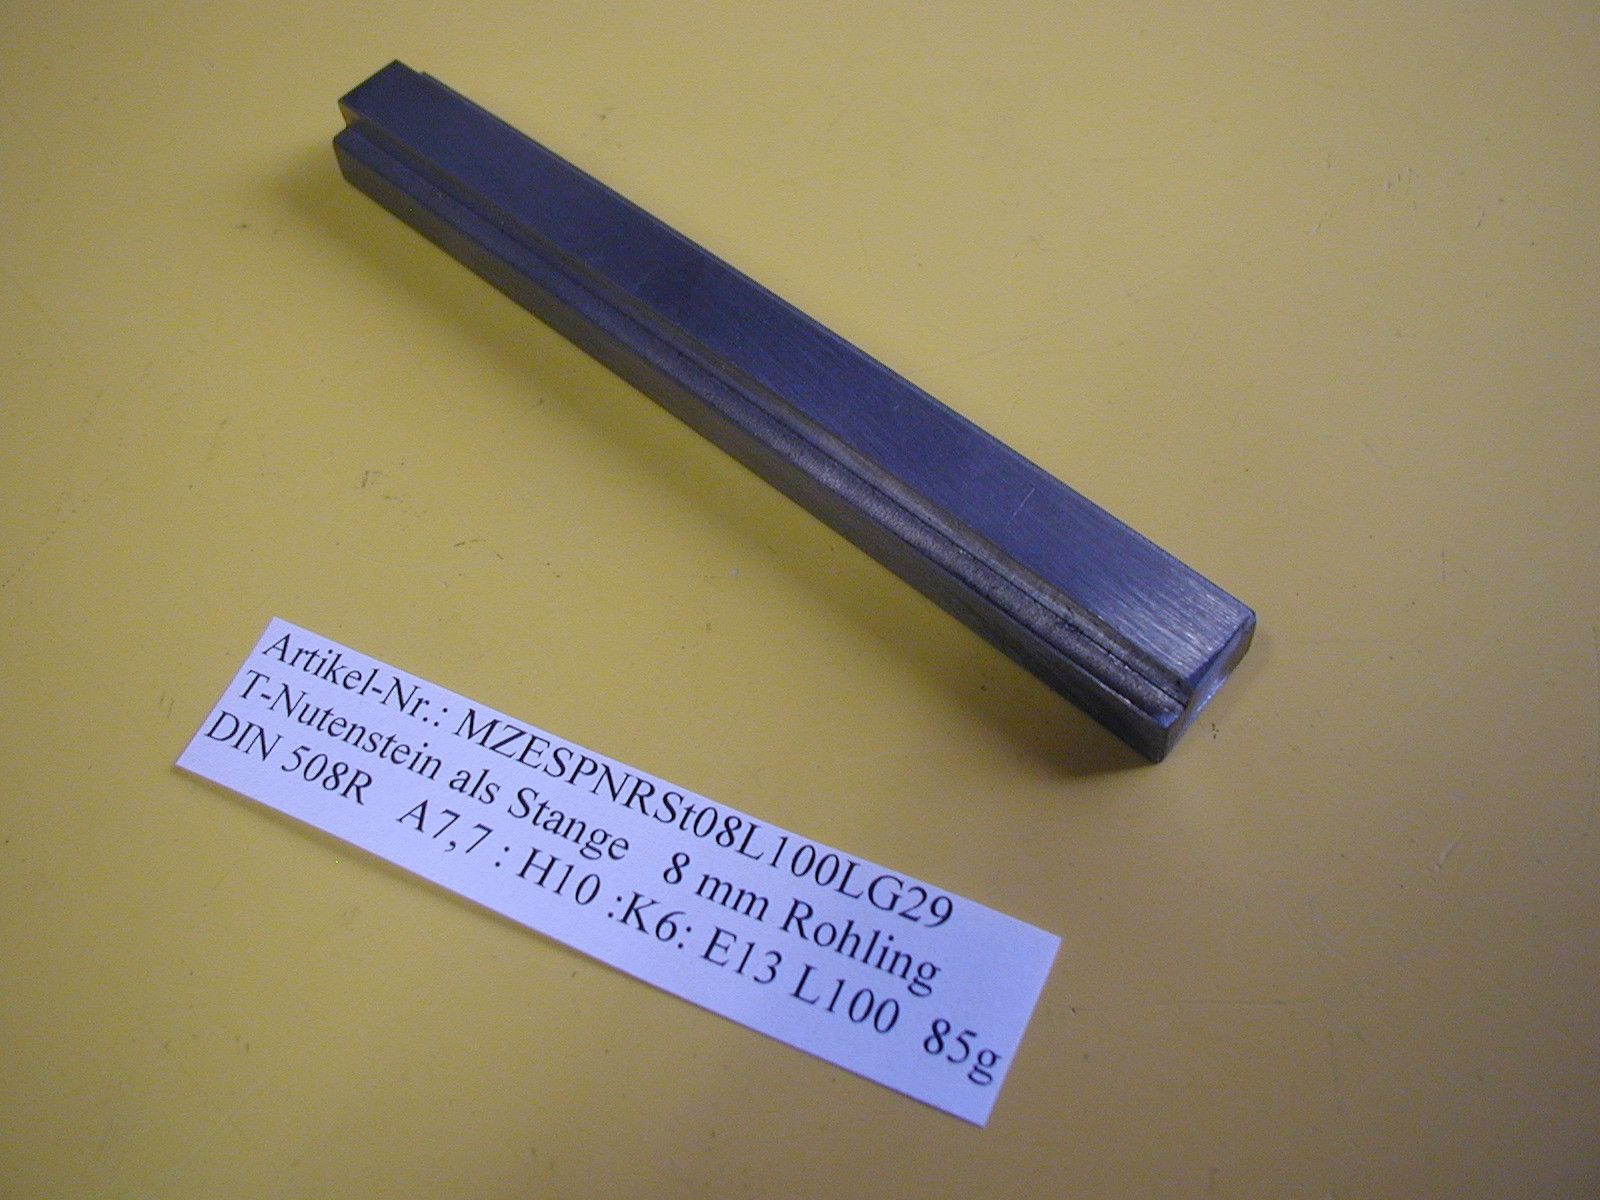 Artikel-Nr.: MZESPNRSt08L100LG29
T-Nutenstein als Stange 8 mm Rohling
DIN 508R A7,7 : H10 :K6: E13 L100 85g